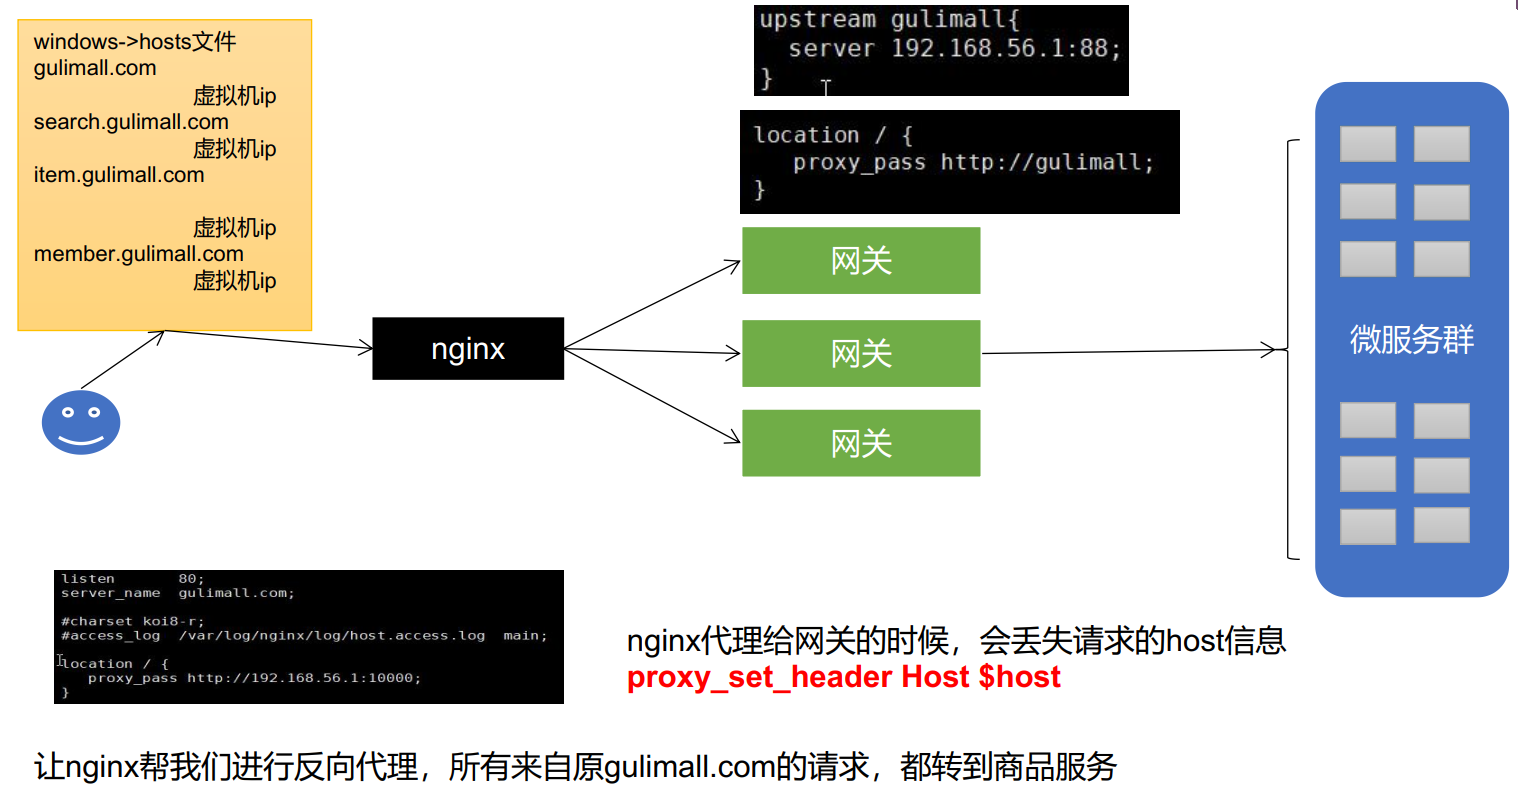 windows->hosts文件
gulimall.com
虚拟机ip
search.gulimall.com
虚拟机ip
item.gulimall.com
虚拟机ip
member.gulimall.com
虚拟机ip
upstream gulimall{
server 192.168.56.1:88;
}
location / {
proxy_pass http://gulimall;
}
nginx
网关
网关
网关
微服务群
listen 80;
server_name gulimall.com;
#charset koi8-r;
#access_log /var/log/nginx/log/host.access.log main;
location / {
proxy_pass http://192.168.56.1:10000;
}
nginx代理给网关的时候，会丢失请求的host信息
proxy_set_header Host $host
让nginx帮我们进行反向代理，所有来自原gulimall.com的请求，都转到商品服务